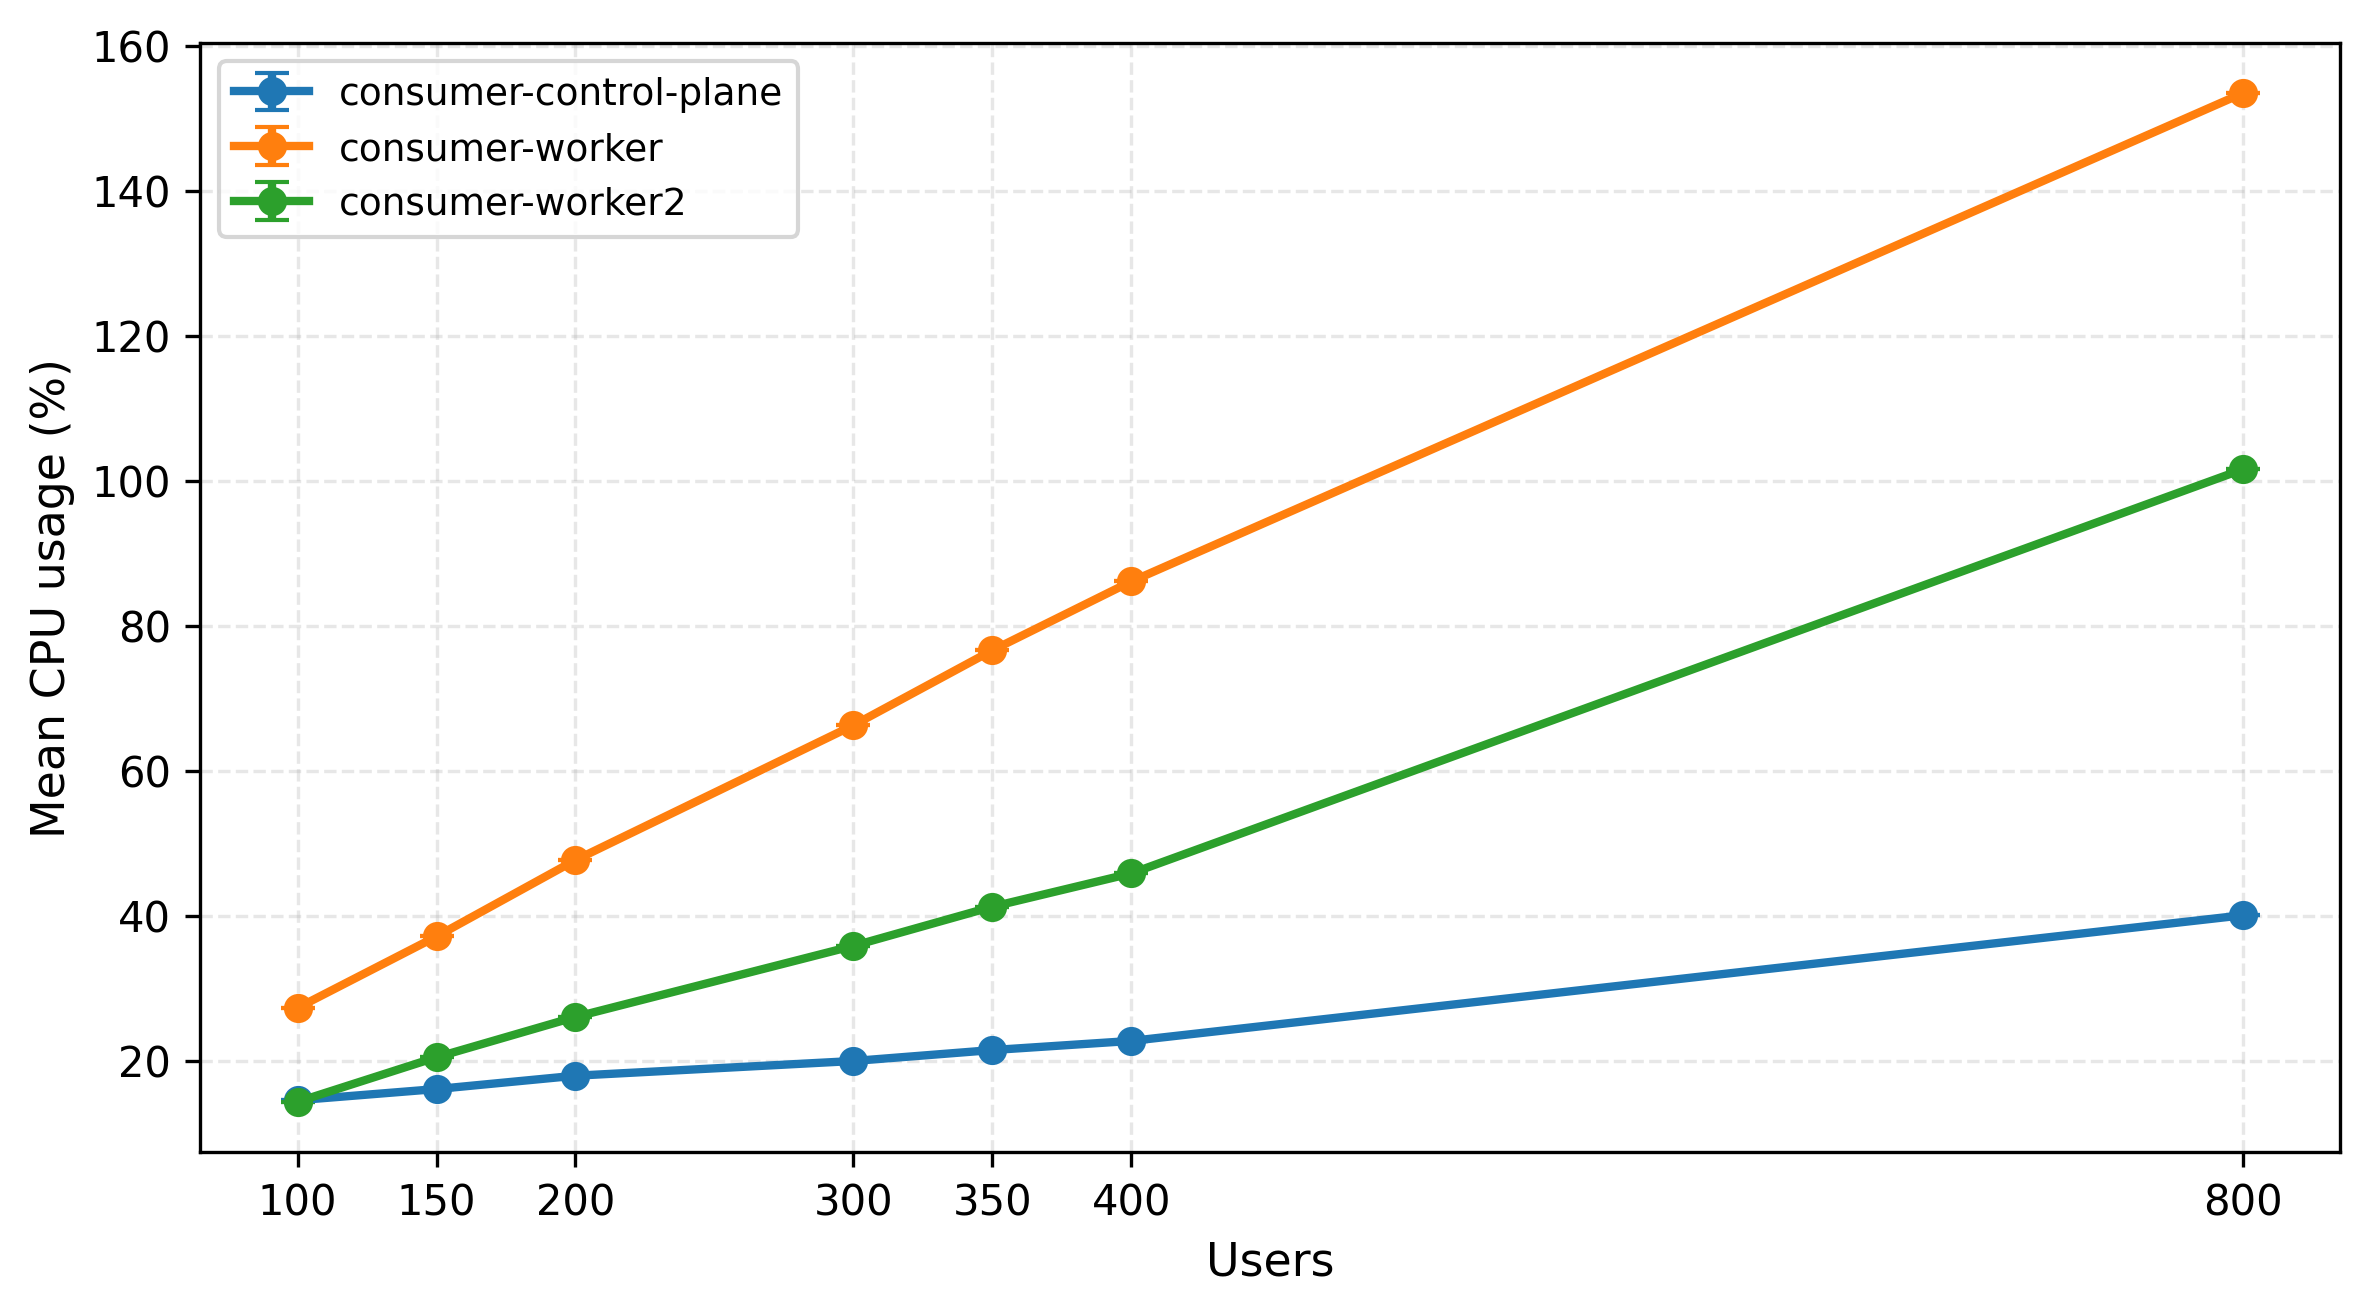 160
140
120
100
80
60
40
20
Mean CPU usage (%)
consumer-control-plane
consumer-worker
consumer-worker2
100 150 200 300 350 400 800
Users